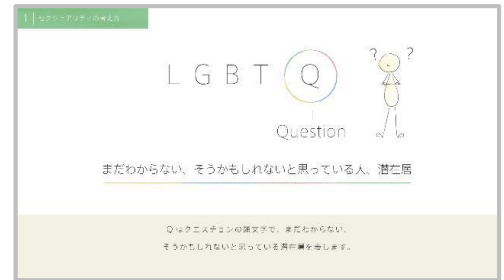 1 セクシュアリティの考え方
LGBTQ
? ?
Question
まだわからない、そうかもしれないと思っている人、潜在層
Qはクエスチョンの頭文字で、まだわからない、
そうかもしれないと思っている潜在層を表します。